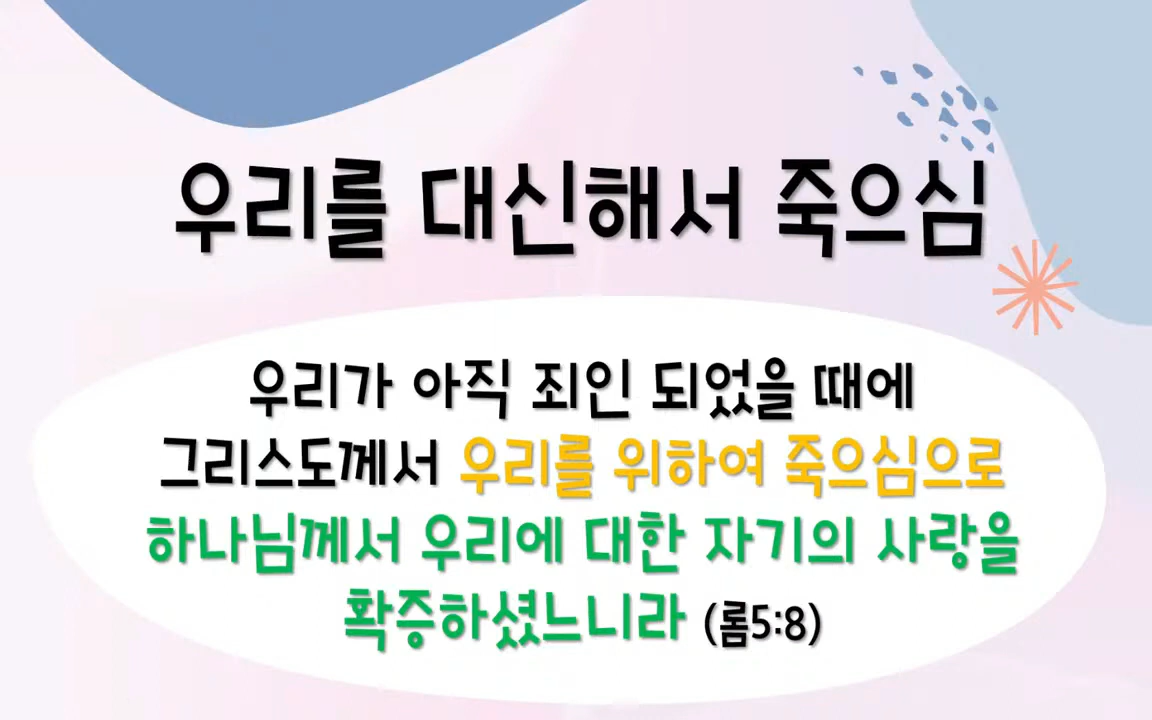 우리를 대신해서 죽으심
우리가 아직 죄인 되었을 때에
그리스도께서 우리를 위하여 죽으심으로
하나님께서 우리에 대한 자기의 사랑을
확증하셨느니라 (롬5:8)